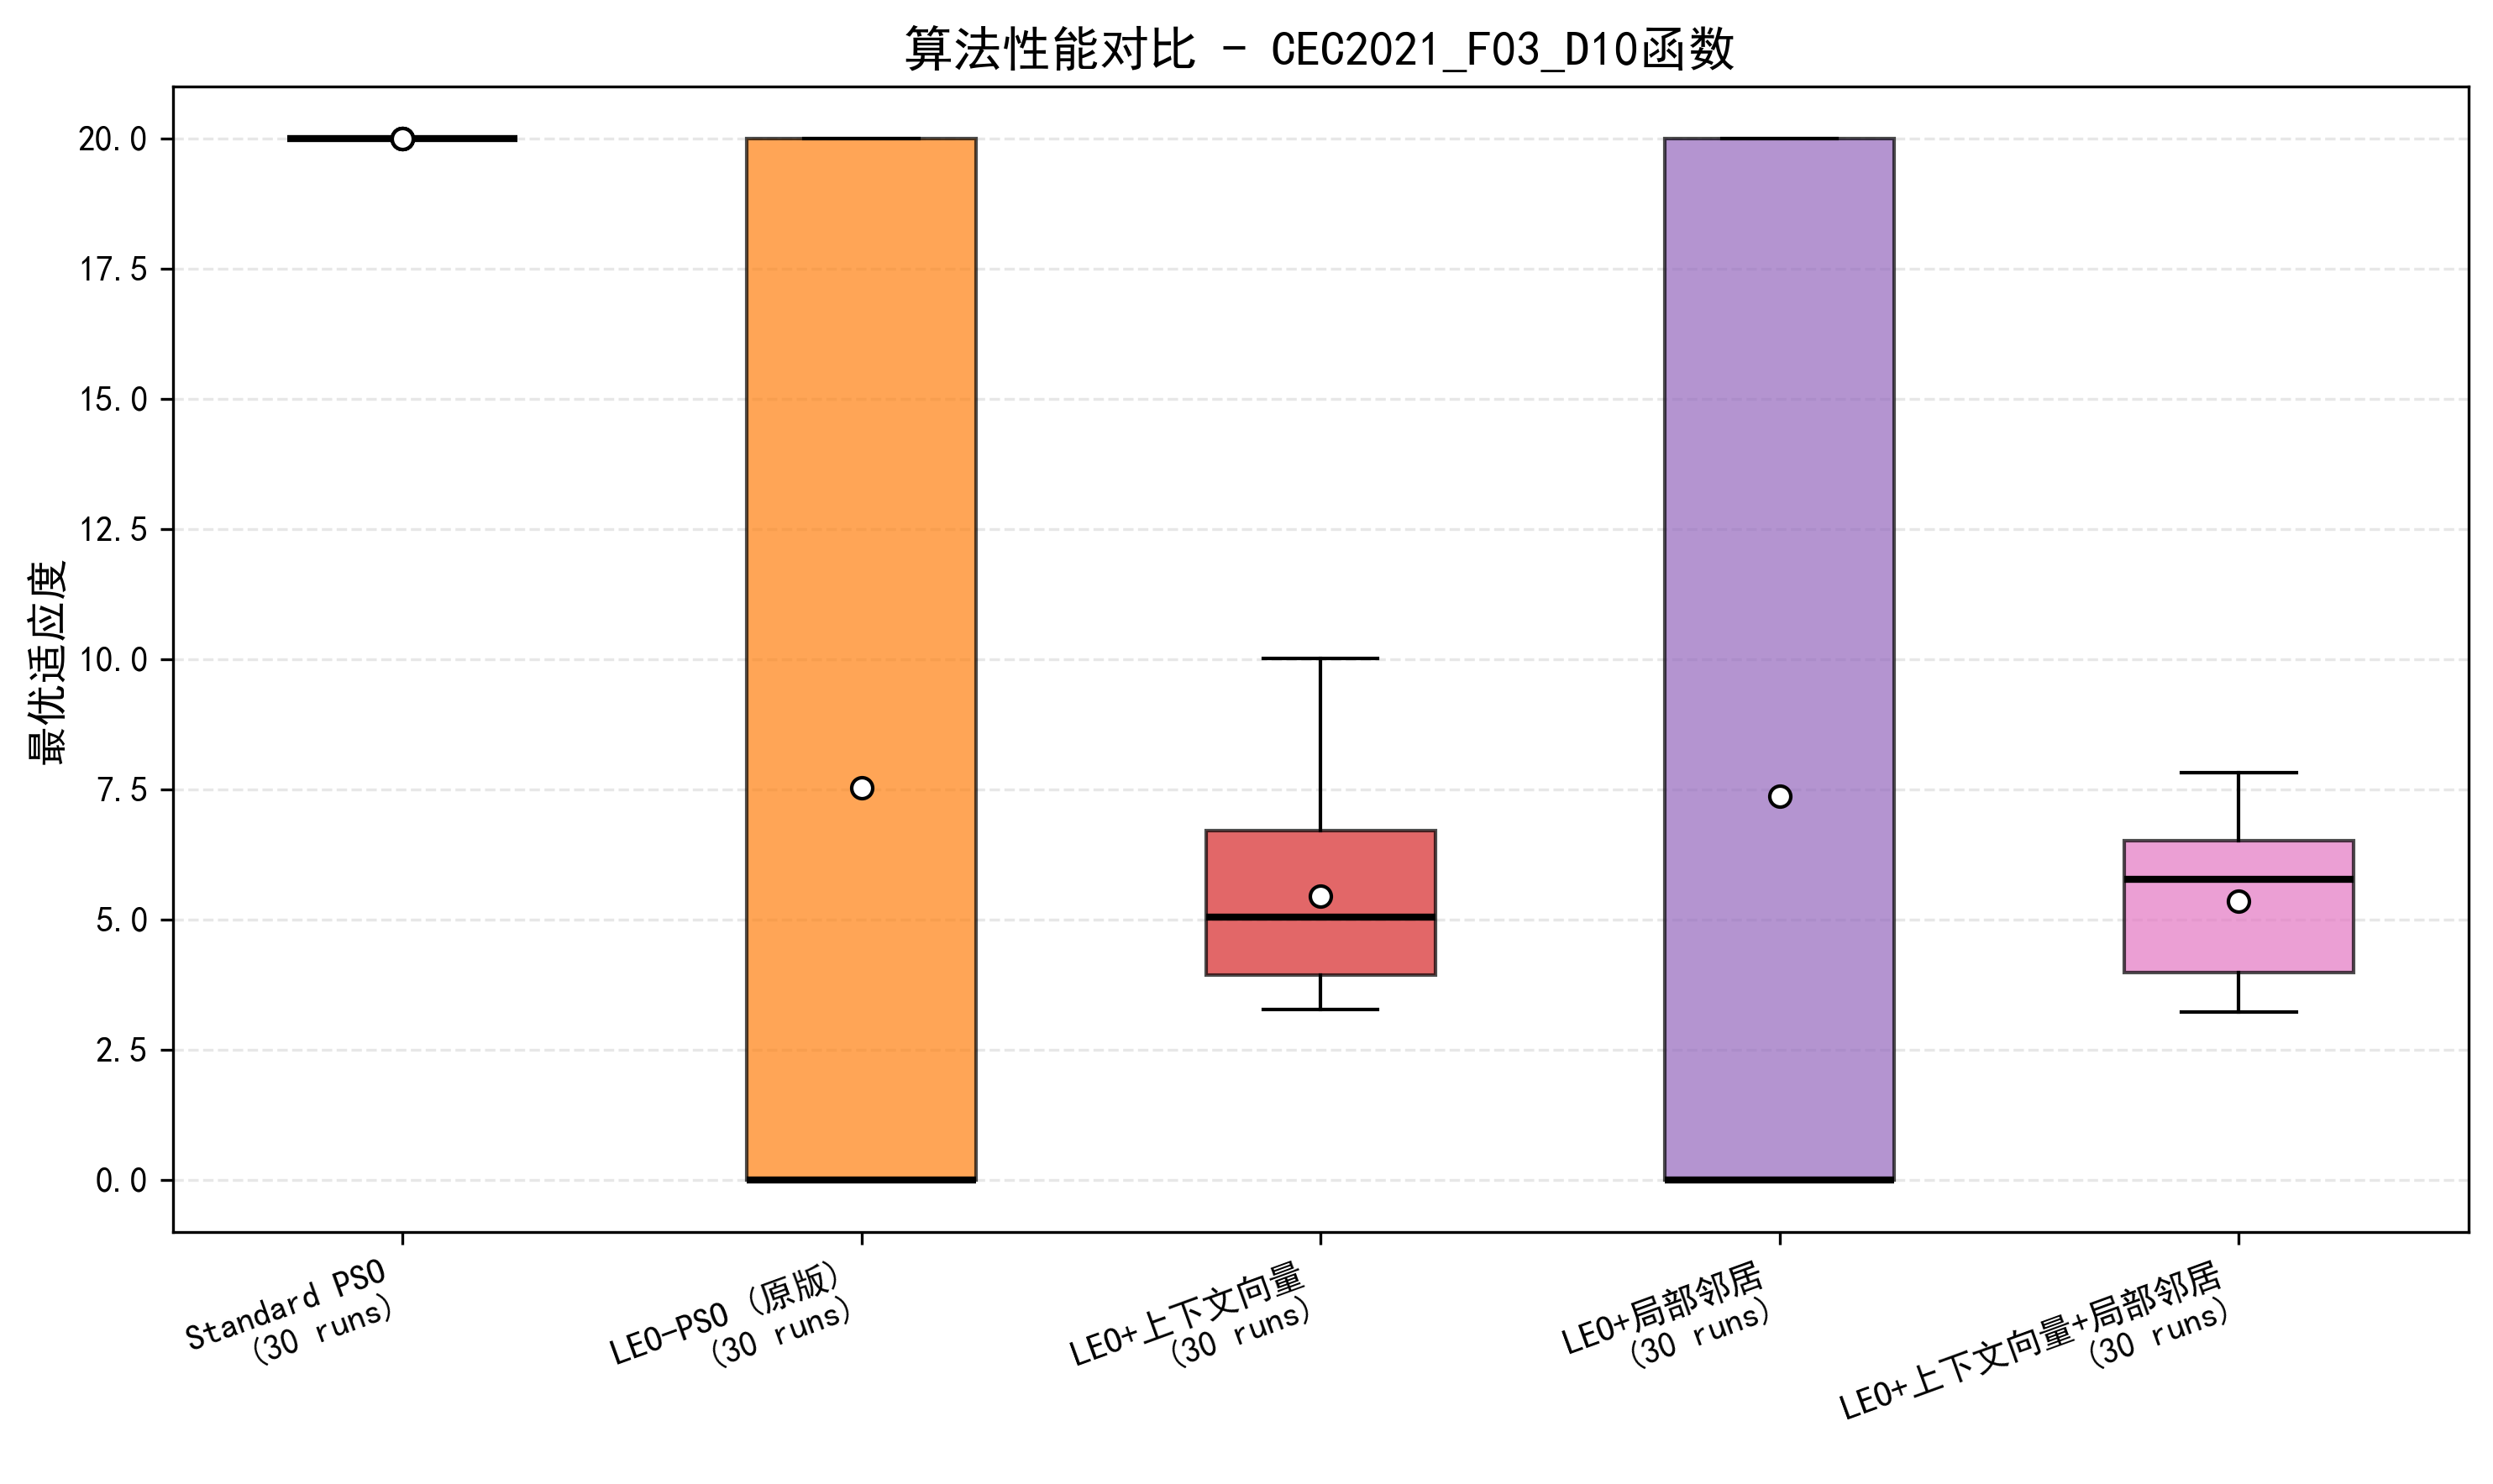 算法性能对比 - CEC2021_F03_D10函数
最优适应度
20.0
17.5
15.0
12.5
10.0
7.5
5.0
2.5
0.0
Standard PSO
(30 runs)
LEO-PSO (原版)
(30 runs)
LEO+上下文向量
(30 runs)
LEO+局部邻居
(30 runs)
LEO+上下文向量+局部邻居
(30 runs)